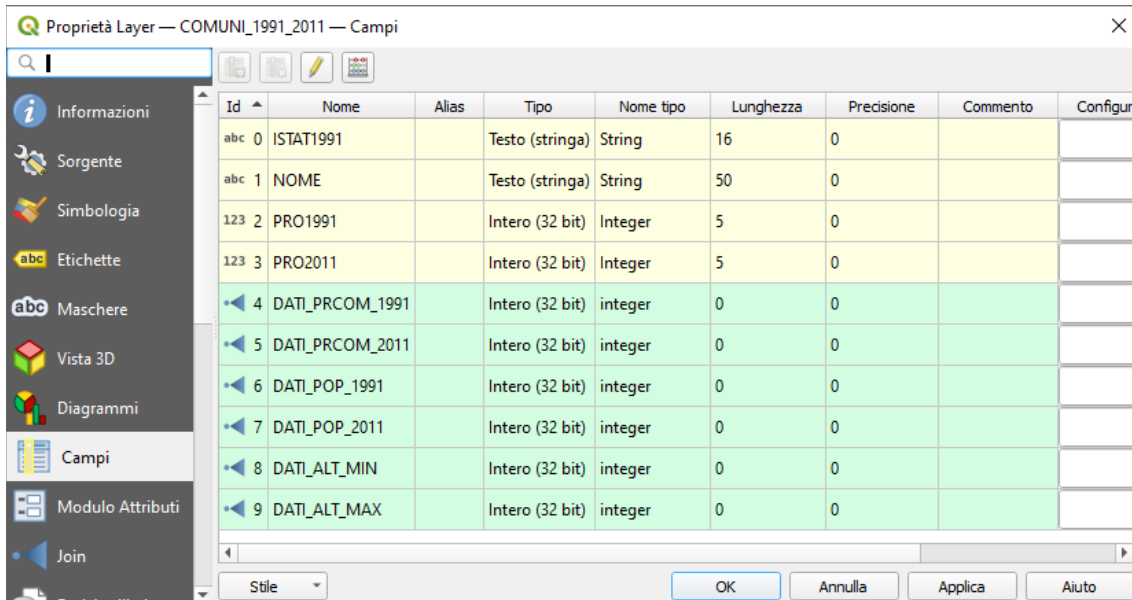 Proprietà Layer — COMUNI_1991_2011 — Campi
Informazioni
Sorgente
Simbologia
abc Etichette
abc Maschere
Vista 3D
Diagrammi
Campi
Modulo Attributi
Join
Id Nome Alias Tipo Nome tipo Lunghezza Precisione Commento Configur
abc 0 ISTAT1991 Testo (stringa) String 16 0
abc 1 NOME Testo (stringa) String 50 0
123 2 PRO1991 Intero (32 bit) Integer 5 0
123 3 PRO2011 Intero (32 bit) Integer 5 0
4 DATI_PRCOM_1991 Intero (32 bit) integer 0 0
5 DATI_PRCOM_2011 Intero (32 bit) integer 0 0
6 DATI_POP_1991 Intero (32 bit) integer 0 0
7 DATI_POP_2011 Intero (32 bit) integer 0 0
8 DATI_ALT_MIN Intero (32 bit) integer 0 0
9 DATI_ALT_MAX Intero (32 bit) integer 0 0
Stile OK Annulla Applica Aiuto